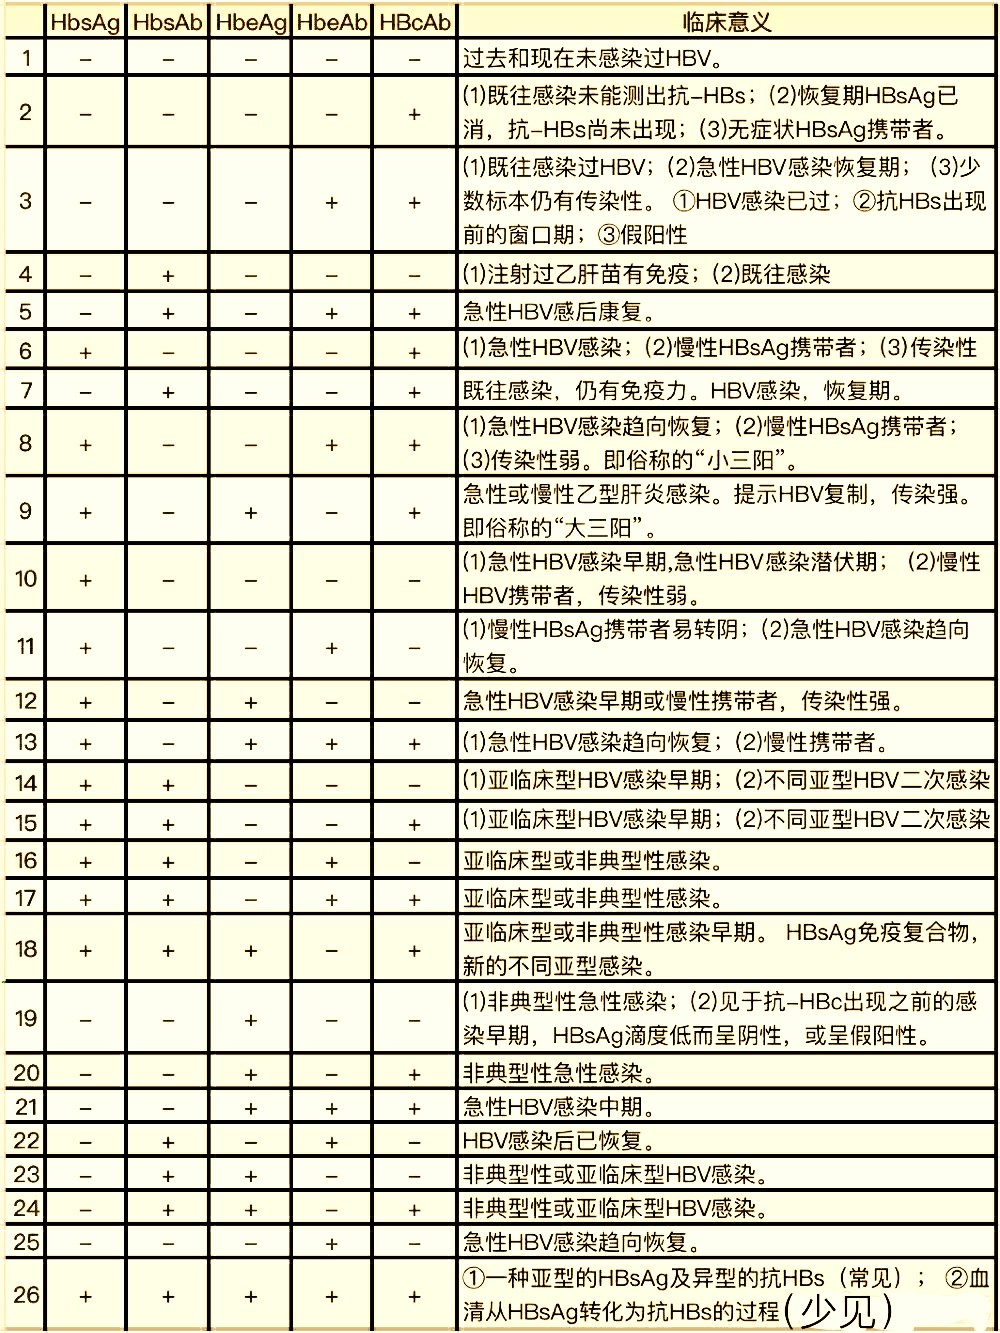 HbsAg HbsAb HbeAg HbeAb HBcAb 临床意义
1 − − − − − 过去和现在未感染过HBV。
2 − − − − + (1)既往感染未能测出抗−HBs；(2)恢复期HBsAg已
消，抗−HBs尚未出现；(3)无症状HBsAg携带者。
3 − − − + + (1)既往感染过HBV；(2)急性HBV感染恢复期； (3)少
数标本仍有传染性。 ①HBV感染已过；②抗HBs出现
前的窗口期；③假阳性
4 − + − − − (1)注射过乙肝苗有免疫；(2)既往感染
5 − + − + + 急性HBV感后康复。
6 + − − − + (1)急性HBV感染；(2)慢性HBsAg携带者；(3)传染性
7 − + − − + 既往感染，仍有免疫力。HBV感染，恢复期。
8 + − − + + (1)急性HBV感染趋向恢复；(2)慢性HBsAg携带者；
(3)传染性弱。即俗称的“小三阳”。
9 + − + − + 急性或慢性乙型肝炎感染。提示HBV复制，传染强。
即俗称的“大三阳”。
10 + − − − − (1)急性HBV感染早期,急性HBV感染潜伏期； (2)慢性
HBV携带者，传染性弱。
11 + − − + − (1)慢性HBsAg携带者易转阴；(2)急性HBV感染趋向
恢复。
12 + − + − − 急性HBV感染早期或慢性携带者，传染性强。
13 + − + + + (1)急性HBV感染趋向恢复；(2)慢性携带者。
14 + + − − − (1)亚临床型HBV感染早期；(2)不同亚型HBV二次感染
15 + + − − + (1)亚临床型HBV感染早期；(2)不同亚型HBV二次感染
16 + + − + − 亚临床型或非典型性感染。
17 + + − + + 亚临床型或非典型性感染。
18 + + + − + 亚临床型或非典型性感染早期。 HBsAg免疫复合物，
新的不同亚型感染。
19 − − + − − (1)非典型性急性感染；(2)见于抗−HBc出现之前的感
染早期，HBsAg滴度低而呈阴性，或呈假阳性。
20 − − + − + 非典型性急性感染。
21 − − + + + 急性HBV感染中期。
22 − + − + − HBV感染后已恢复。
23 − + + − − 非典型性或亚临床型HBV感染。
24 − + + − + 非典型性或亚临床型HBV感染。
25 − − − + − 急性HBV感染趋向恢复。
26 + + + + + ①一种亚型的HBsAg及异型的抗HBs（常见）； ②血
清从HBsAg转化为抗HBs的过程(少见)